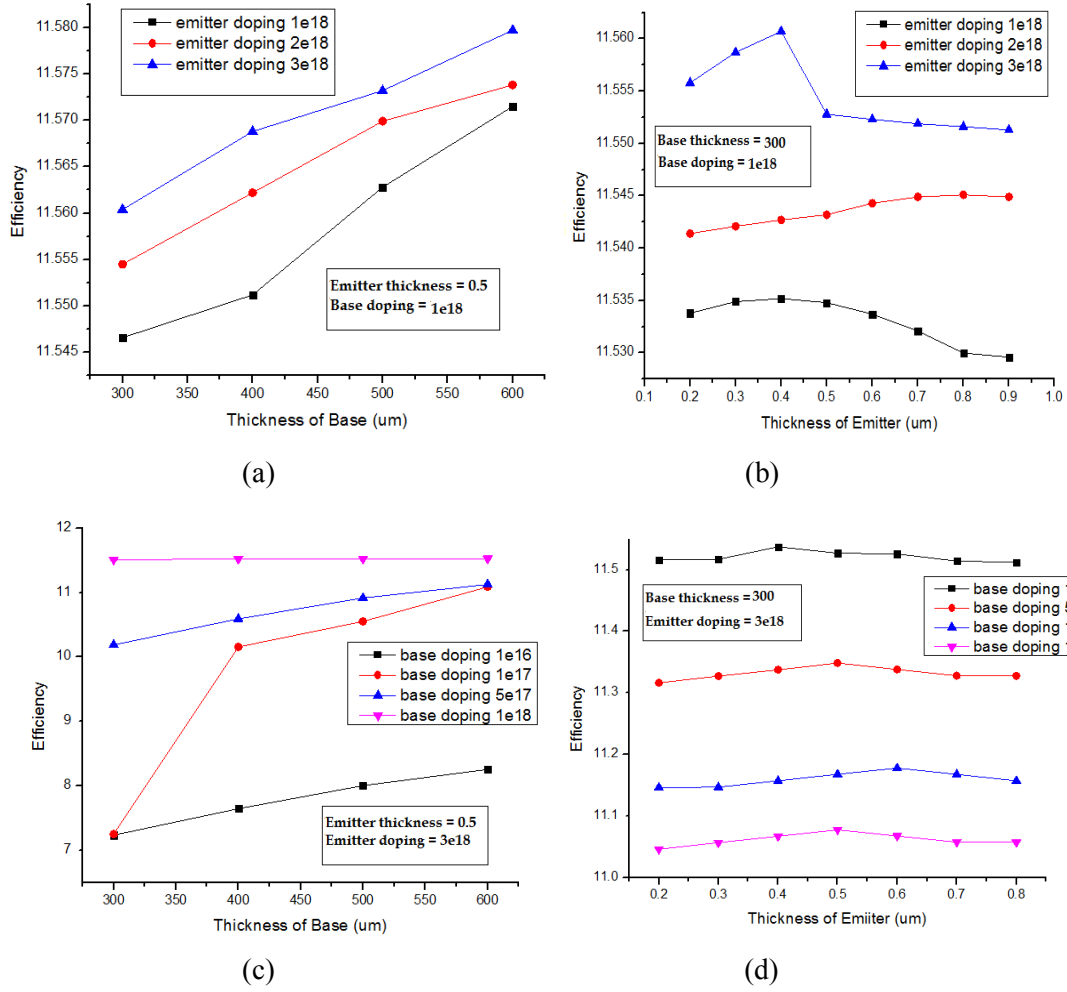 emitter doping 1e18
emitter doping 2e18
emitter doping 3e18
11.580
11.575
11.570
11.565
11.560
11.555
11.550
11.545
Efficiency
Emitter thickness = 0.5
Base doping = 1e18
300 350 400 450 500 550 600
Thickness of Base (um)
(a)
emitter doping 1e18
emitter doping 2e18
emitter doping 3e18
11.560
11.555
11.550
11.545
11.540
11.535
11.530
Efficiency
Base thickness = 300
Base doping = 1e18
0.1 0.2 0.3 0.4 0.5 0.6 0.7 0.8 0.9 1.0
Thickness of Emitter (um)
(b)
12
11
10
9
8
7
Efficiency
base doping 1e16
base doping 1e17
base doping 5e17
base doping 1e18
Emitter thickness = 0.5
Emitter doping = 3e18
300 350 400 450 500 550 600
Thickness of Base (um)
(c)
11.5
11.4
11.3
11.2
11.1
11.0
Efficiency
Base thickness = 300
Emitter doping = 3e18
base doping 1
base doping 5
base doping 1
base doping 1
0.2 0.3 0.4 0.5 0.6 0.7 0.8
Thickness of Emiiter (um)
(d)